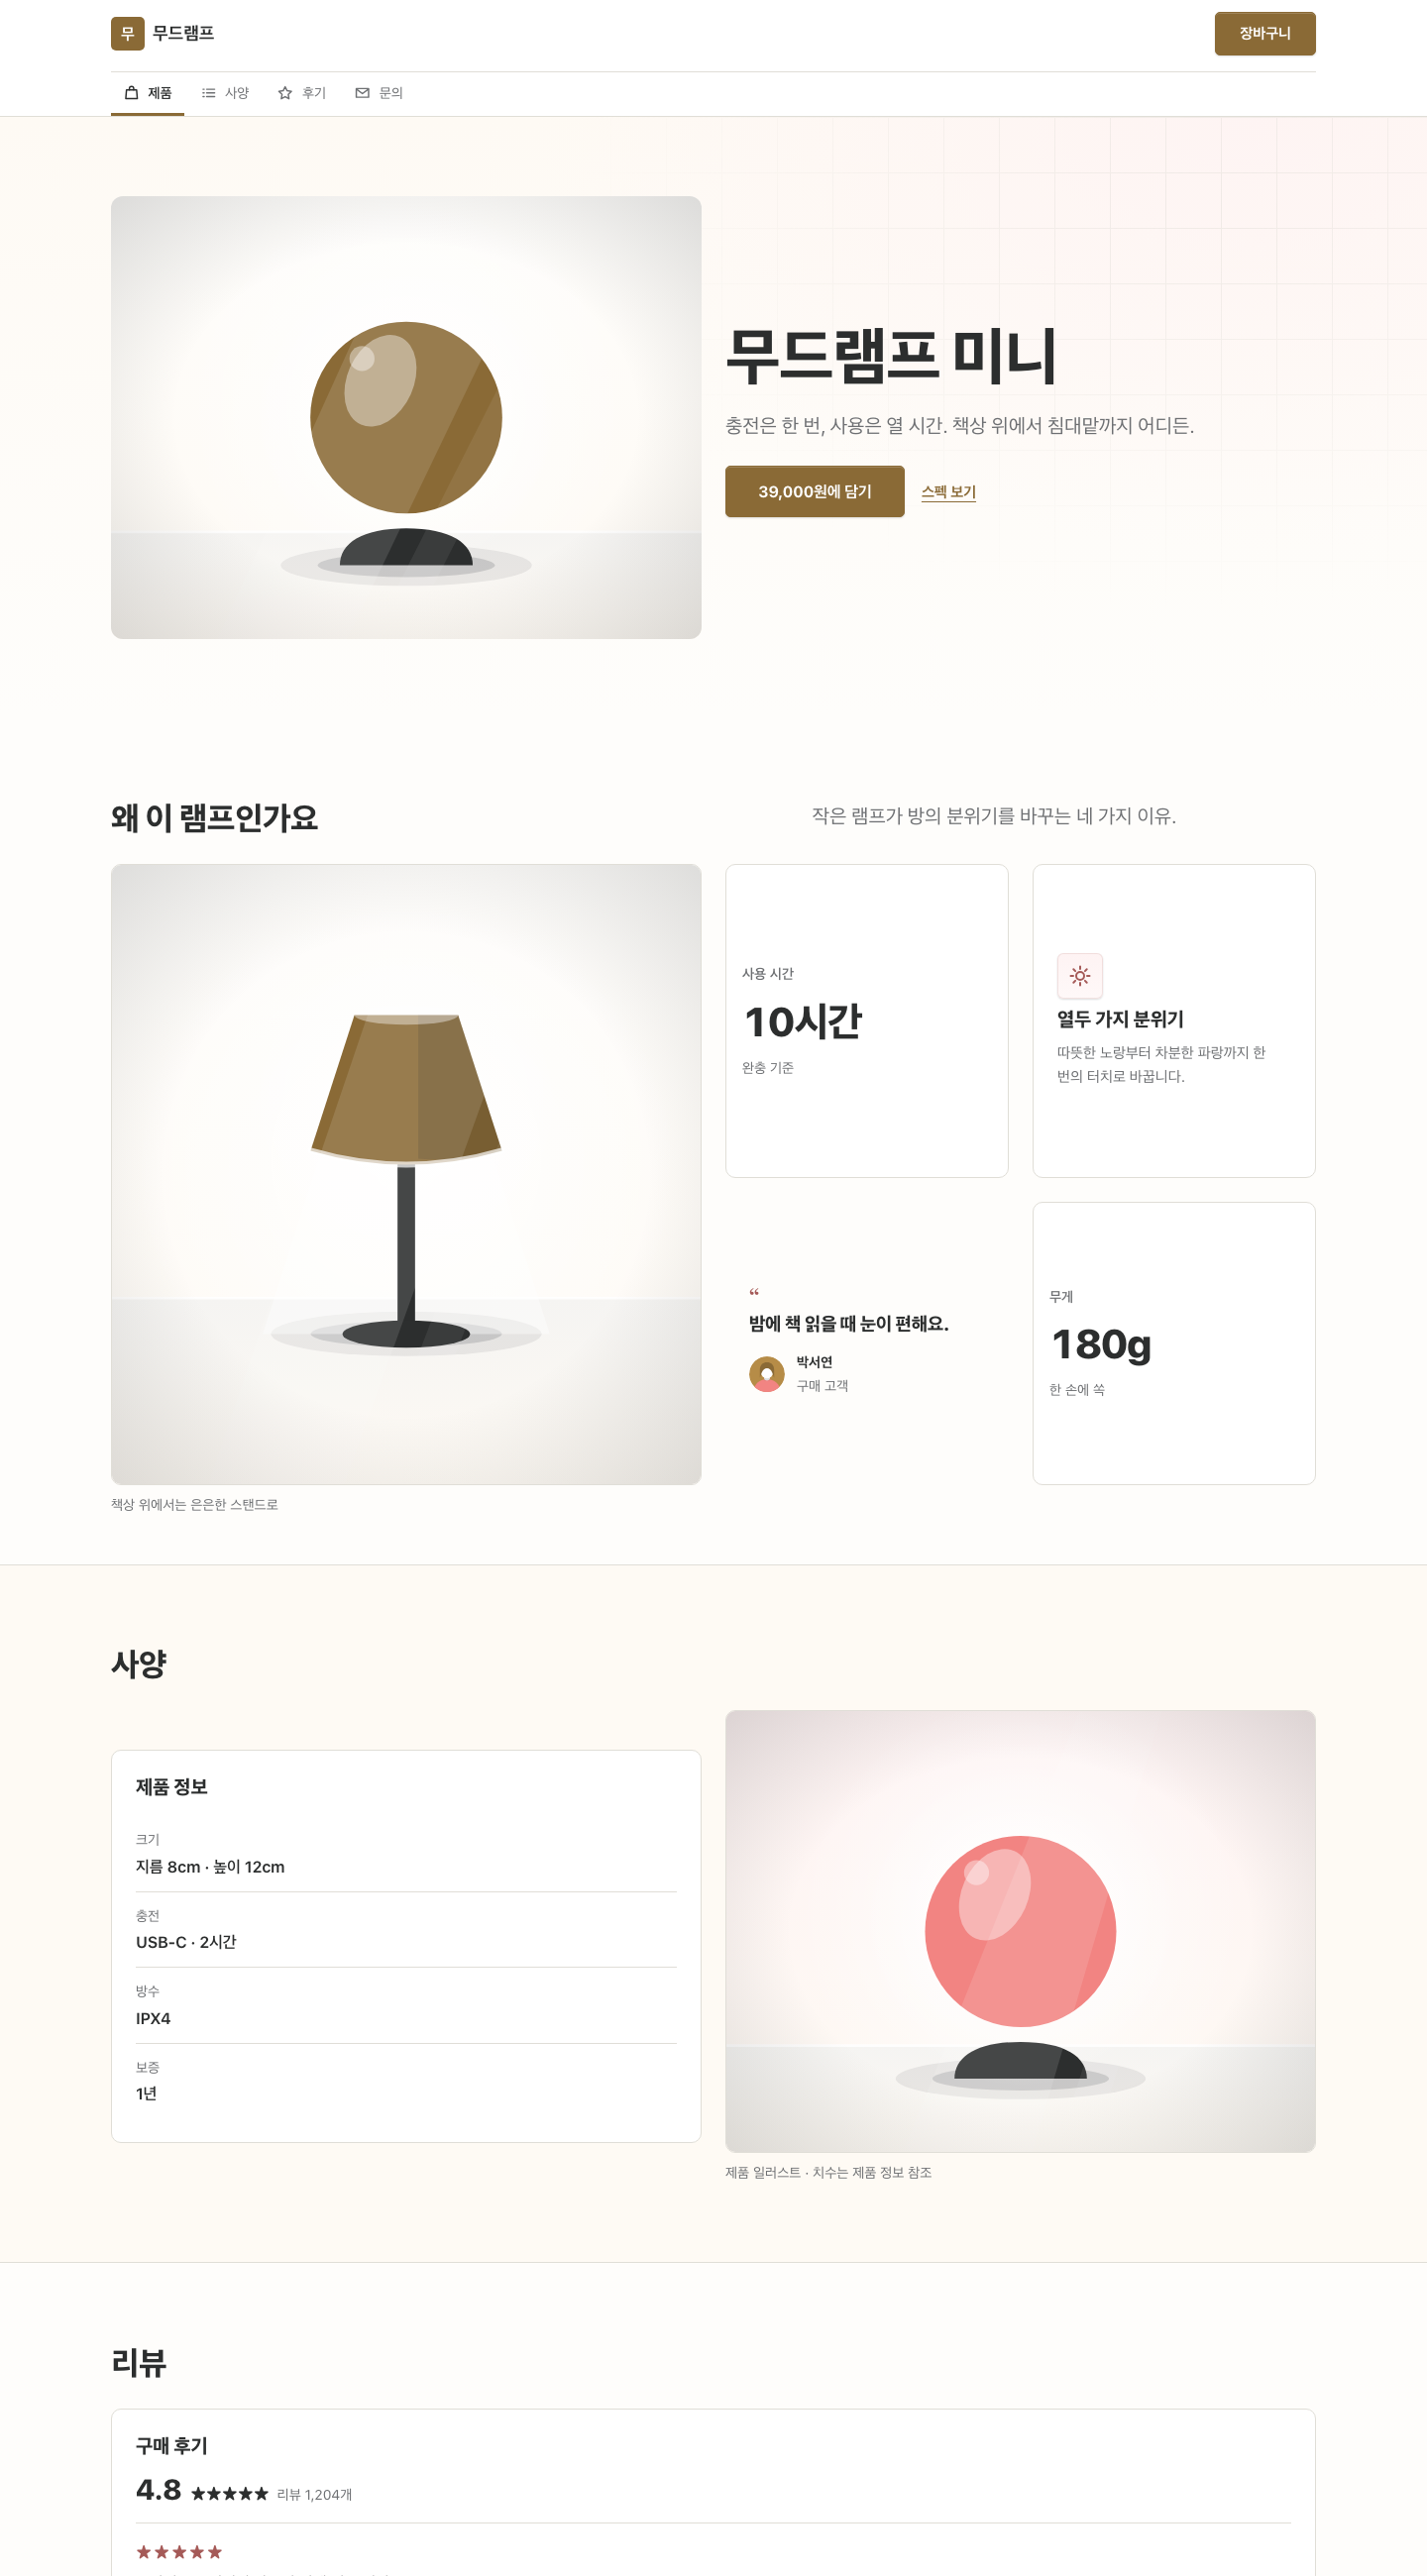 무 무드램프
장바구니
제품 사양 후기 문의
무드램프 미니
충전은 한 번, 사용은 열 시간. 책상 위에서 침대맡까지 어디든.
39,000원에 담기 스펙 보기
왜 이 램프인가요
작은 램프가 방의 분위기를 바꾸는 네 가지 이유.
사용 시간
10시간
완충 기준
열두 가지 분위기
따뜻한 노랑부터 차분한 파랑까지 한
번의 터치로 바꿉니다.
“
밤에 책 읽을 때 눈이 편해요.
박서연
구매 고객
무게
180g
한 손에 쏙
책상 위에서는 은은한 스탠드로
사양
제품 정보
크기
지름 8cm · 높이 12cm
충전
USB-C · 2시간
방수
IPX4
보증
1년
제품 일러스트 · 치수는 제품 정보 참조
리뷰
구매 후기
4.8 ★★★★★ 리뷰 1,204개
★★★★★